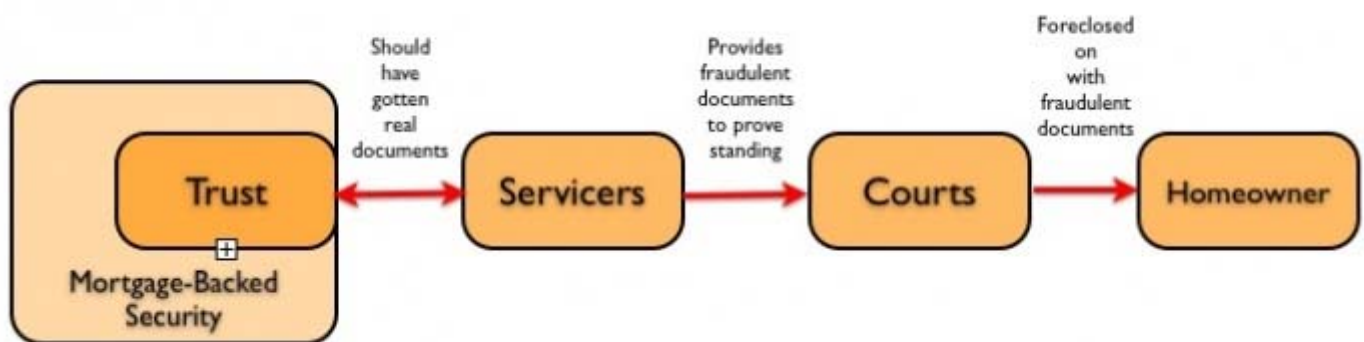 Trust
Mortgage-Backed
Security
Should
have
gotten
real
documents
Servicers
Provides
fraudulent
documents
to prove
standing
Courts
Foreclosed
on
with
fraudulent
documents
Homeowner